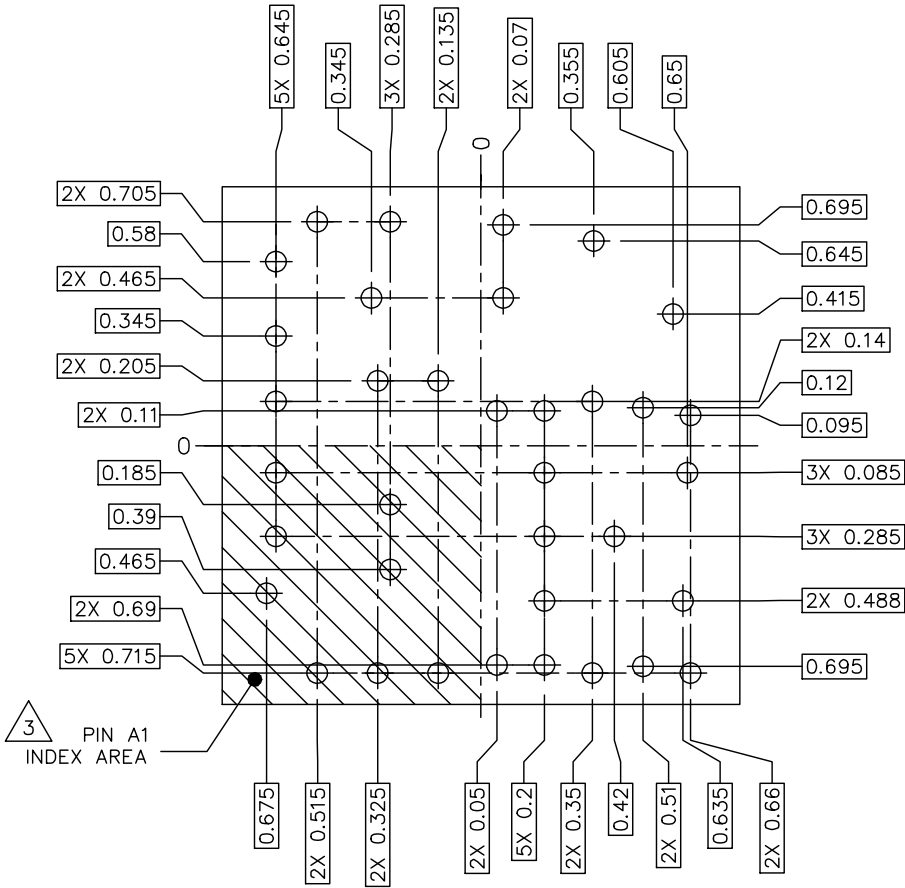 5X 0.645
0.345
3X 0.285
2X 0.135
2X 0.07
0.355
0.605
0.65
0
2X 0.705
0.58
2X 0.465
0.345
2X 0.205
2X 0.11
0
0.185
0.39
0.465
2X 0.69
5X 0.715
0.695
0.645
0.415
2X 0.14
0.12
0.095
3X 0.085
3X 0.285
2X 0.488
0.695
3
PIN A1
INDEX AREA
0.675
2X 0.515
2X 0.325
2X 0.05
5X 0.2
2X 0.35
0.42
2X 0.51
0.635
2X 0.66